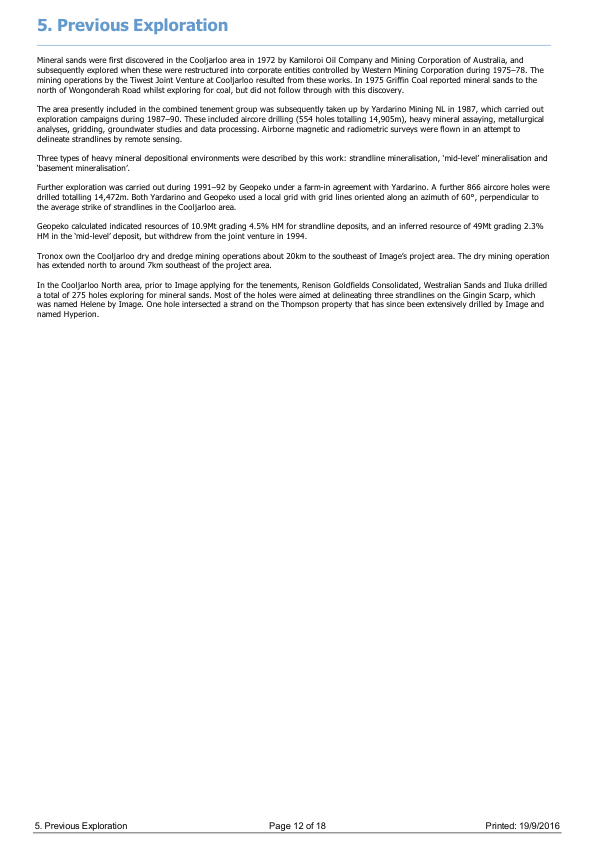 5. Previous Exploration
Mineral sands were first discovered in the Cooljarloo area in 1972 by Kamiloroi Oil Company and Mining Corporation of Australia, and
subsequently explored when these were restructured into corporate entities controlled by Western Mining Corporation during 1975–78. The
mining operations by the Tiwest Joint Venture at Cooljarloo resulted from these works. In 1975 Griffin Coal reported mineral sands to the
north of Wongonderah Road whilst exploring for coal, but did not follow through with this discovery.
The area presently included in the combined tenement group was subsequently taken up by Yardarino Mining NL in 1987, which carried out
exploration campaigns during 1987–90. These included aircore drilling (554 holes totalling 14,905m), heavy mineral assaying, metallurgical
analyses, gridding, groundwater studies and data processing. Airborne magnetic and radiometric surveys were flown in an attempt to
delineate strandlines by remote sensing.
Three types of heavy mineral depositional environments were described by this work: strandline mineralisation, ‘mid-level’ mineralisation and
‘basement mineralisation’.
Further exploration was carried out during 1991–92 by Geopeko under a farm-in agreement with Yardarino. A further 866 aircore holes were
drilled totalling 14,472m. Both Yardarino and Geopeko used a local grid with grid lines oriented along an azimuth of 60°, perpendicular to
the average strike of strandlines in the Cooljarloo area.
Geopeko calculated indicated resources of 10.9Mt grading 4.5% HM for strandline deposits, and an inferred resource of 49Mt grading 2.3%
HM in the ‘mid-level’ deposit, but withdrew from the joint venture in 1994.
Tronox own the Cooljarloo dry and dredge mining operations about 20km to the southeast of Image’s project area. The dry mining operation
has extended north to around 7km southeast of the project area.
In the Cooljarloo North area, prior to Image applying for the tenements, Renison Goldfields Consolidated, Westralian Sands and Iluka drilled
a total of 275 holes exploring for mineral sands. Most of the holes were aimed at delineating three strandlines on the Gingin Scarp, which
was named Helene by Image. One hole intersected a strand on the Thompson property that has since been extensively drilled by Image and
named Hyperion.
5. Previous Exploration Page 12 of 18 Printed: 19/9/2016